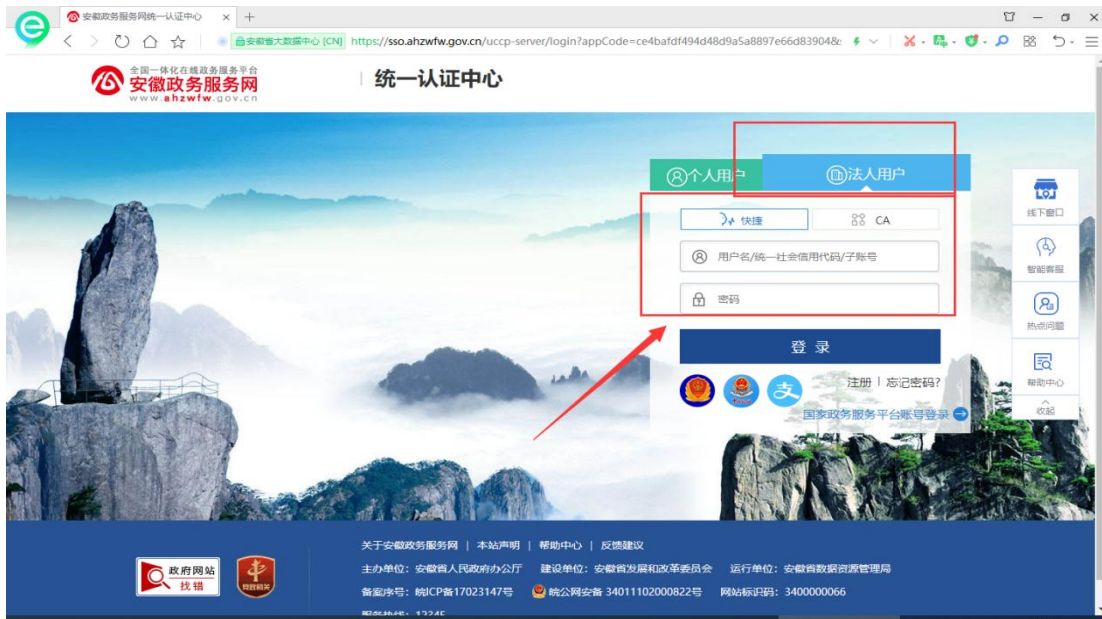 安徽政务服务网统一认证中心
安徽省大数据中心 [CN] https://sso.ahzwfw.gov.cn/uccp-server/login?appCode=ce4bafdf494d48d9a5a8897e66d83904&
全国一体化在线政务服务平台
安徽政务服务网
www.ahzwfw.gov.cn
统一认证中心
个人用户 法人用户
快捷 CA
用户名/统一社会信用代码/子账号
密码
登 录
注册 | 忘记密码?
国家政务服务平台账号登录
线下窗口
智能客服
热点问题
帮助中心
收起
政府网站
找错
党政机关
关于安徽政务服务网 | 本站声明 | 帮助中心 | 反馈建议
主办单位：安徽省人民政府办公厅 建设单位：安徽省发展和改革委员会 运行单位：安徽省数据资源管理局
备案序号：皖ICP备17023147号 皖公网安备 34011102000822号 网站标识码：3400000066
服务热线：12345